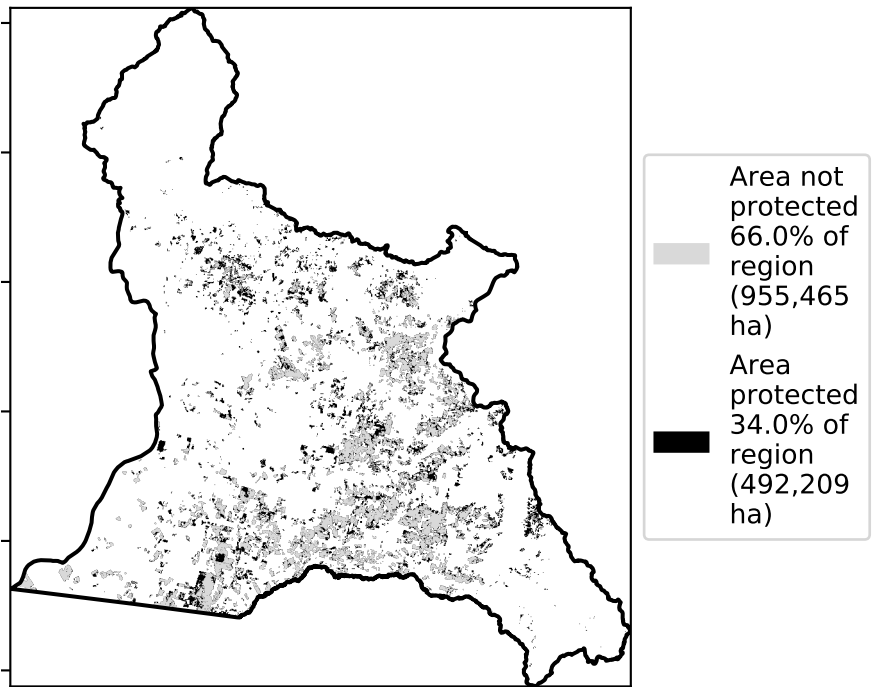 Area not
protected
66.0% of
region
(955,465
ha)
Area
protected
34.0% of
region
(492,209
ha)